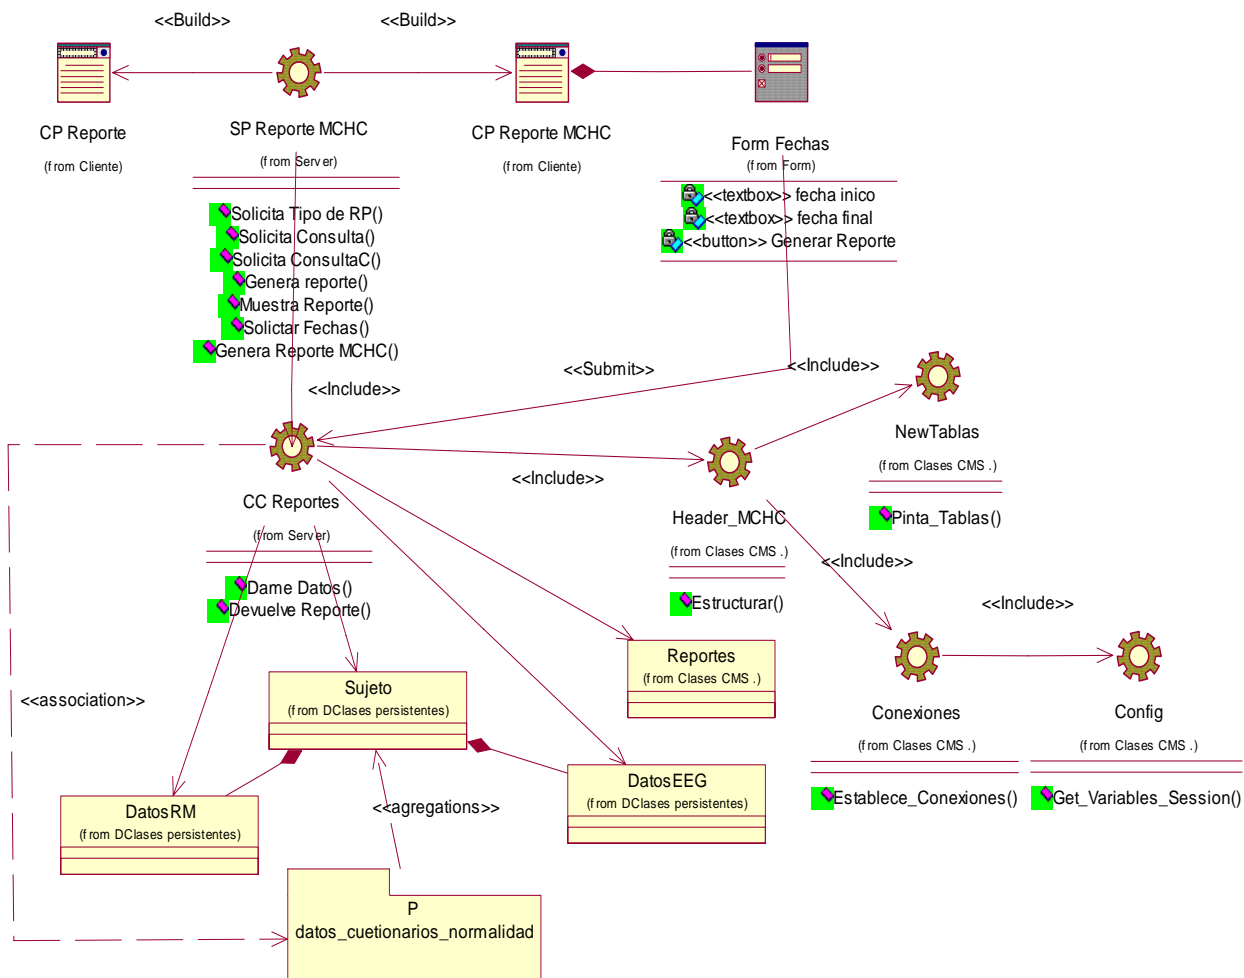 <<Build>>
<<Build>>
CP Reporte
(from Cliente)
SP Reporte MCHC
(from Server)
CP Reporte MCHC
(from Cliente)
Form Fechas
(from Form)
Solicita Tipo de RP()
Solicita Consulta()
Solicita ConsultaC()
Genera reporte()
Muestra Reporte()
Solictar Fechas()
Genera Reporte MCHC()
<<textbox>> fecha inico
<<textbox>> fecha final
<<button>> Generar Reporte
<<Include>>
<<Submit>>
<<Include>>
NewTablas
(from Clases CMS .)
Pinta_Tablas()
<<Include>>
CC Reportes
(from Server)
Dame Datos()
Devuelve Reporte()
Header_MCHC
(from Clases CMS .)
Estructurar()
<<Include>>
<<Include>>
Reportes
(from Clases CMS .)
Sujeto
(from DClases persistentes)
<<association>>
Conexiones
(from Clases CMS .)
Establece_Conexiones()
Config
(from Clases CMS .)
Get_Variables_Session()
DatosRM
(from DClases persistentes)
<<agregations>>
DatosEEG
(from DClases persistentes)
P
datos_cuetionarios_normalidad